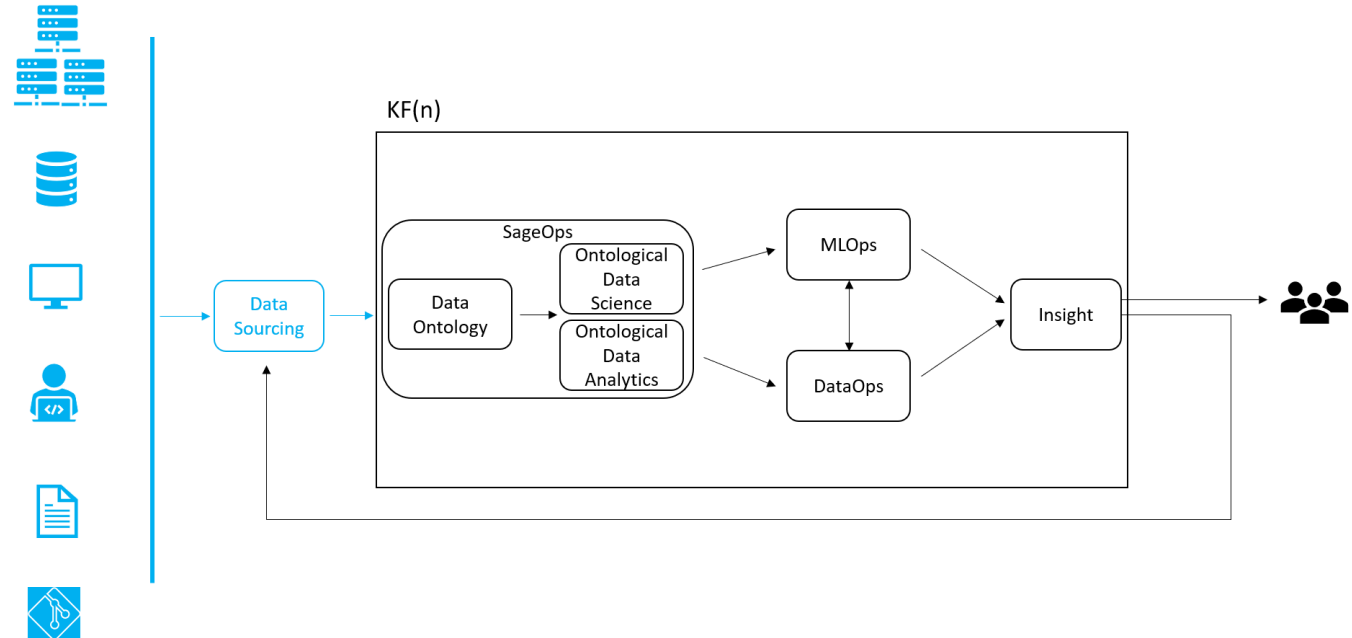 KF(n)
SageOps
Ontological
Data
Science
MLOps
Data
Sourcing
Data
Ontology
Insight
Ontological
Data
Analytics
DataOps
</>